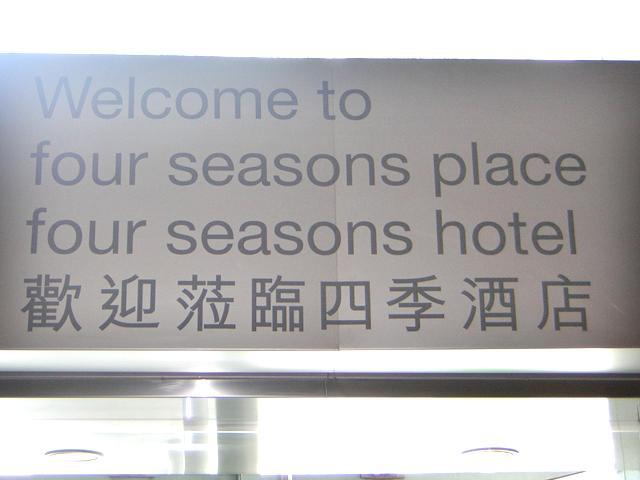 Welcome to
four seasons place
four seasons hotel
歡迎蒞臨四季酒店